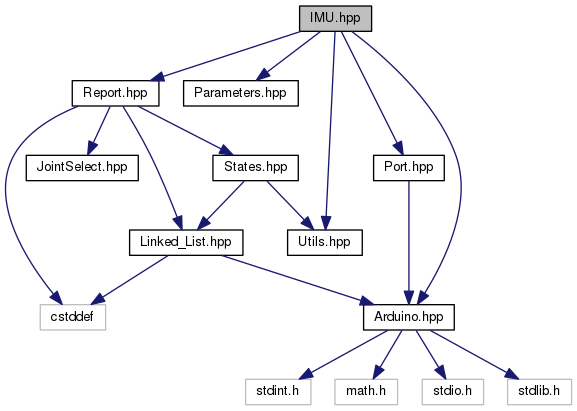 IMU.hpp
Report.hpp
Parameters.hpp
JointSelect.hpp
States.hpp
Port.hpp
Linked_List.hpp
Utils.hpp
cstddef
Arduino.hpp
stdint.h
math.h
stdio.h
stdlib.h